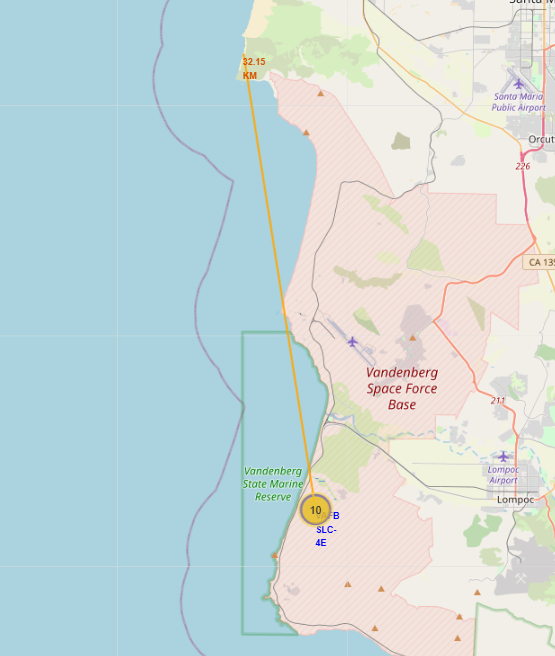 32.15
KM
Santa Maria
Public Airport
Orcut
226
CA 135
Vandenberg
Space Force
Base
211
Vandenberg
State Marine
Reserve
Lompoc
Airport
Lompoc
10
AFB
SLC-
4E